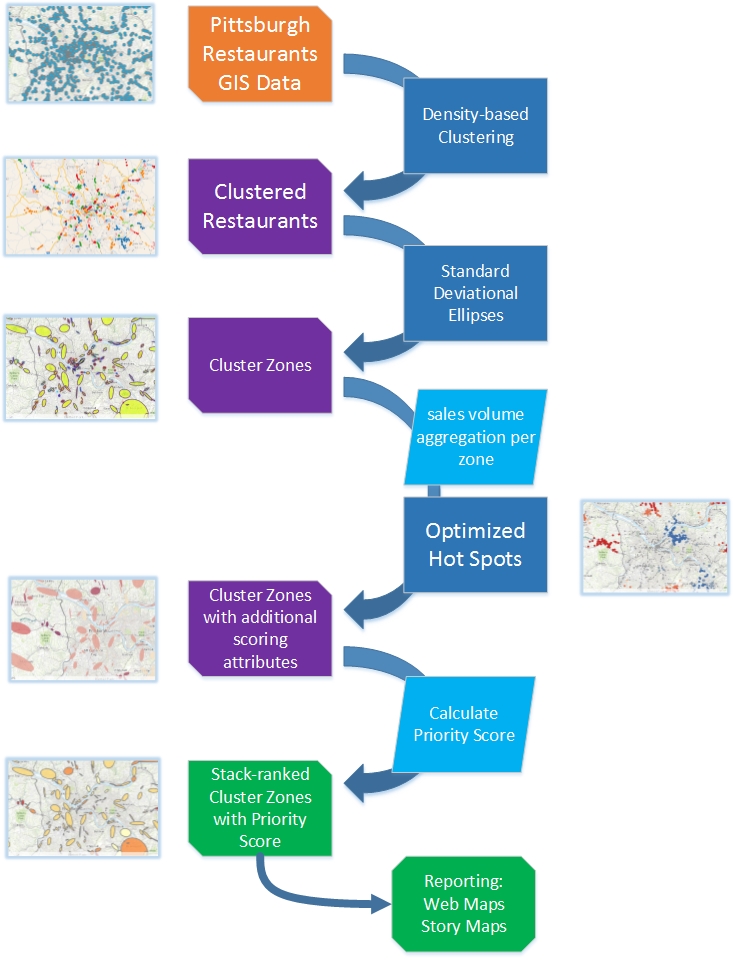 Pittsburgh
Restaurants
GIS Data
Density-based
Clustering
Clustered
Restaurants
Standard
Deviational
Ellipses
Cluster Zones
sales volume
aggregation per
zone
Optimized
Hot Spots
Cluster Zones
with additional
scoring
attributes
Calculate
Priority Score
Stack-ranked
Cluster Zones
with Priority
Score
Reporting:
Web Maps
Story Maps